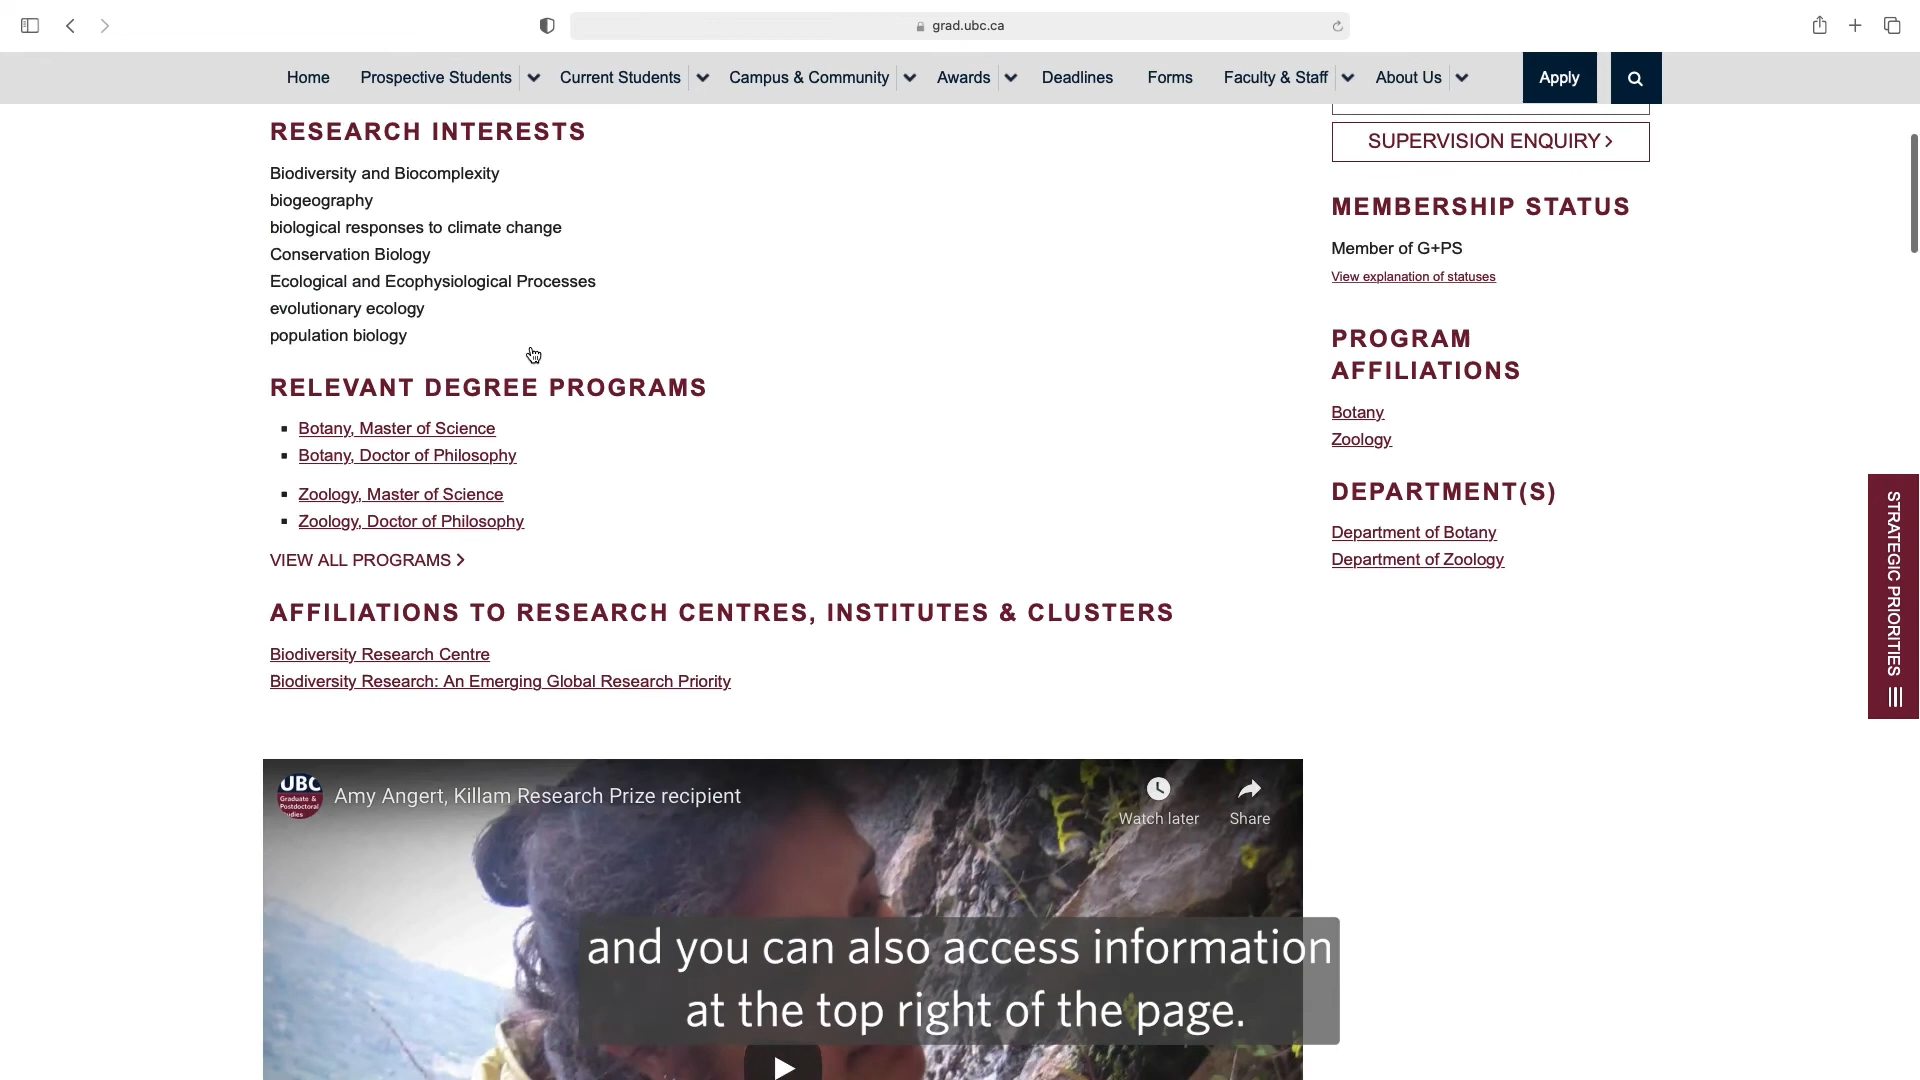 grad.ubc.ca
Home Prospective Students Current Students Campus & Community Awards Deadlines Forms Faculty & Staff About Us Apply
RESEARCH INTERESTS
Biodiversity and Biocomplexity
biogeography
biological responses to climate change
Conservation Biology
Ecological and Ecophysiological Processes
evolutionary ecology
population biology
RELEVANT DEGREE PROGRAMS
Botany, Master of Science
Botany, Doctor of Philosophy
Zoology, Master of Science
Zoology, Doctor of Philosophy
VIEW ALL PROGRAMS >
AFFILIATIONS TO RESEARCH CENTRES, INSTITUTES & CLUSTERS
Biodiversity Research Centre
Biodiversity Research: An Emerging Global Research Priority
SUPERVISION ENQUIRY >
MEMBERSHIP STATUS
Member of G+PS
View explanation of statuses
PROGRAM
AFFILIATIONS
Botany
Zoology
DEPARTMENT(S)
Department of Botany
Department of Zoology
STRATEGIC PRIORITIES
UBC
Graduate &
Postdoctoral
Amy Angert, Killam Research Prize recipient
Watch later
Share
and you can also access information
at the top right of the page.